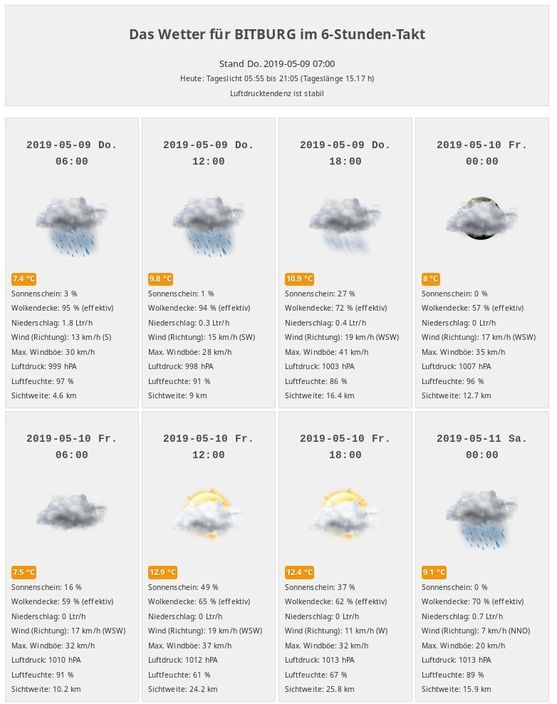 Das Wetter für BITBURG im 6-Stunden-Takt
Stand Do. 2019-05-09 07:00
Heute: Tageslicht 05:55 bis 21:05 (Tageslänge 15.17 h)
Luftdrucktendenz ist stabil
2019-05-09 Do.
06:00
7.4 °C
Sonnenschein: 3 %
Wolkendecke: 95 % (effektiv)
Niederschlag: 1.8 Ltr/h
Wind (Richtung): 13 km/h (S)
Max. Windböe: 30 km/h
Luftdruck: 999 hPA
Luftfeuchte: 97 %
Sichtweite: 4.6 km
2019-05-09 Do.
12:00
9.8 °C
Sonnenschein: 1 %
Wolkendecke: 94 % (effektiv)
Niederschlag: 0.3 Ltr/h
Wind (Richtung): 15 km/h (SW)
Max. Windböe: 28 km/h
Luftdruck: 998 hPA
Luftfeuchte: 91 %
Sichtweite: 9 km
2019-05-09 Do.
18:00
10.9 °C
Sonnenschein: 27 %
Wolkendecke: 72 % (effektiv)
Niederschlag: 0.4 Ltr/h
Wind (Richtung): 19 km/h (WSW)
Max. Windböe: 41 km/h
Luftdruck: 1003 hPA
Luftfeuchte: 86 %
Sichtweite: 16.4 km
2019-05-10 Fr.
00:00
8 °C
Sonnenschein: 0 %
Wolkendecke: 57 % (effektiv)
Niederschlag: 0 Ltr/h
Wind (Richtung): 17 km/h (WSW)
Max. Windböe: 35 km/h
Luftdruck: 1007 hPA
Luftfeuchte: 96 %
Sichtweite: 12.7 km
2019-05-10 Fr.
06:00
7.5 °C
Sonnenschein: 16 %
Wolkendecke: 59 % (effektiv)
Niederschlag: 0 Ltr/h
Wind (Richtung): 17 km/h (WSW)
Max. Windböe: 32 km/h
Luftdruck: 1010 hPA
Luftfeuchte: 91 %
Sichtweite: 10.2 km
2019-05-10 Fr.
12:00
12.9 °C
Sonnenschein: 49 %
Wolkendecke: 65 % (effektiv)
Niederschlag: 0 Ltr/h
Wind (Richtung): 19 km/h (WSW)
Max. Windböe: 37 km/h
Luftdruck: 1012 hPA
Luftfeuchte: 61 %
Sichtweite: 24.2 km
2019-05-10 Fr.
18:00
12.4 °C
Sonnenschein: 37 %
Wolkendecke: 62 % (effektiv)
Niederschlag: 0 Ltr/h
Wind (Richtung): 11 km/h (W)
Max. Windböe: 32 km/h
Luftdruck: 1013 hPA
Luftfeuchte: 67 %
Sichtweite: 25.8 km
2019-05-11 Sa.
00:00
9.1 °C
Sonnenschein: 0 %
Wolkendecke: 70 % (effektiv)
Niederschlag: 0.7 Ltr/h
Wind (Richtung): 7 km/h (NNO)
Max. Windböe: 20 km/h
Luftdruck: 1013 hPA
Luftfeuchte: 89 %
Sichtweite: 15.9 km